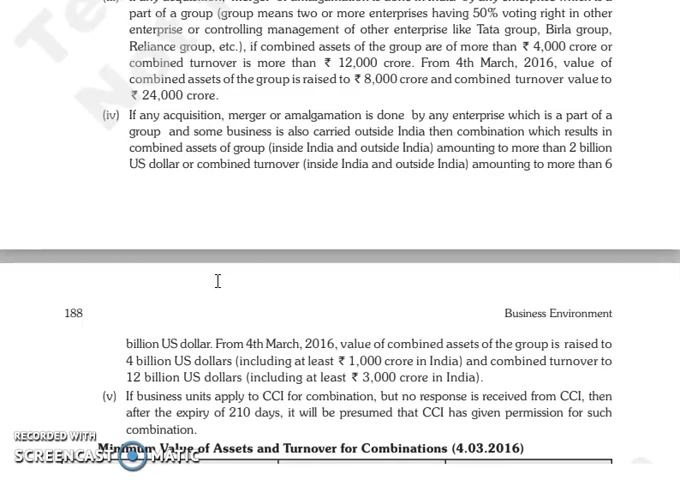 part of a group (group means two or more enterprises having 50% voting right in other
enterprise or controlling management of other enterprise like Tata group, Birla group,
Reliance group, etc.), if combined assets of the group are of more than ₹ 4,000 crore or
combined turnover is more than ₹ 12,000 crore. From 4th March, 2016, value of
combined assets of the group is raised to ₹ 8,000 crore and combined turnover value to
₹ 24,000 crore.
(iv) If any acquisition, merger or amalgamation is done by any enterprise which is a part of a
group and some business is also carried outside India then combination which results in
combined assets of group (inside India and outside India) amounting to more than 2 billion
US dollar or combined turnover (inside India and outside India) amounting to more than 6
188 Business Environment
billion US dollar. From 4th March, 2016, value of combined assets of the group is raised to
4 billion US dollars (including at least ₹ 1,000 crore in India) and combined turnover to
12 billion US dollars (including at least ₹ 3,000 crore in India).
(v) If business units apply to CCI for combination, but no response is received from CCI, then
after the expiry of 210 days, it will be presumed that CCI has given permission for such
combination.
RECORDED WITH
Minimum Value of Assets and Turnover for Combinations (4.03.2016)
SCREENCAST MATIC